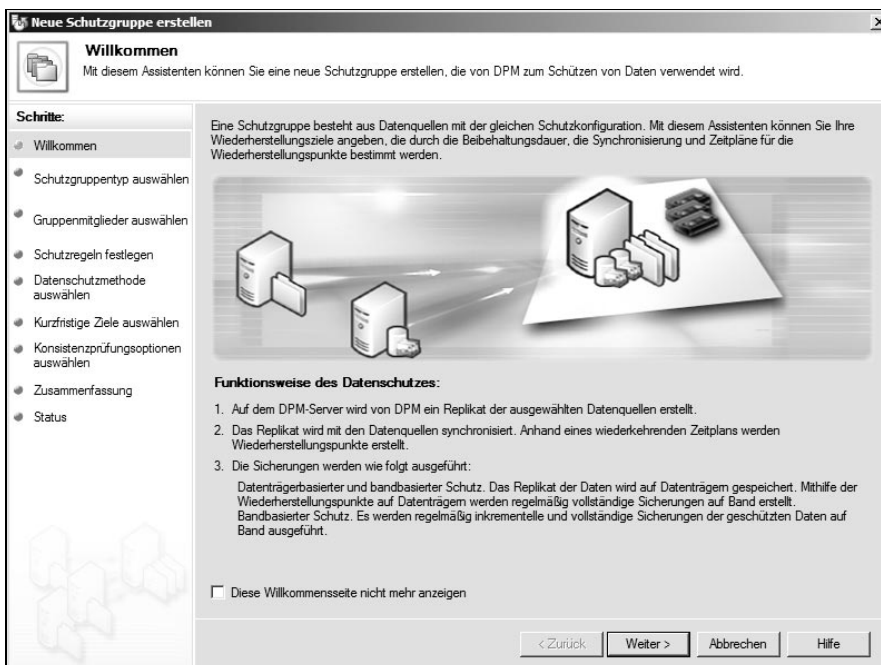 Neue Schutzgruppe erstellen
Willkommen
Mit diesem Assistenten können Sie eine neue Schutzgruppe erstellen, die von DPM zum Schützen von Daten verwendet wird.
Schritte:
Willkommen
Schutzgruppentyp auswählen
Gruppenmitglieder auswählen
Schutzregeln festlegen
Datenschutzmethode
auswählen
Kurzfristige Ziele auswählen
Konsistenzprüfungsoptionen
auswählen
Zusammenfassung
Status
Eine Schutzgruppe besteht aus Datenquellen mit der gleichen Schutzkonfiguration. Mit diesem Assistenten können Sie Ihre
Wiederherstellungsziele angeben, die durch die Beibehaltungsdauer, die Synchronisierung und Zeitpläne für die
Wiederherstellungspunkte bestimmt werden.
Funktionsweise des Datenschutzes:
1. Auf dem DPM-Server wird von DPM ein Replikat der ausgewählten Datenquellen erstellt.
2. Das Replikat wird mit den Datenquellen synchronisiert. Anhand eines wiederkehrenden Zeitplans werden
Wiederherstellungspunkte erstellt.
3. Die Sicherungen werden wie folgt ausgeführt:
Datenträgerbasierter und bandbasierter Schutz. Das Replikat der Daten wird auf Datenträgern gespeichert. Mithilfe der
Wiederherstellungspunkte auf Datenträgern werden regelmäßig vollständige Sicherungen auf Band erstellt.
Bandbasierter Schutz. Es werden regelmäßig inkrementelle und vollständige Sicherungen der geschützten Daten auf
Band ausgeführt.
Diese Willkommensseite nicht mehr anzeigen
< Zurück
Weiter >
Abbrechen
Hilfe